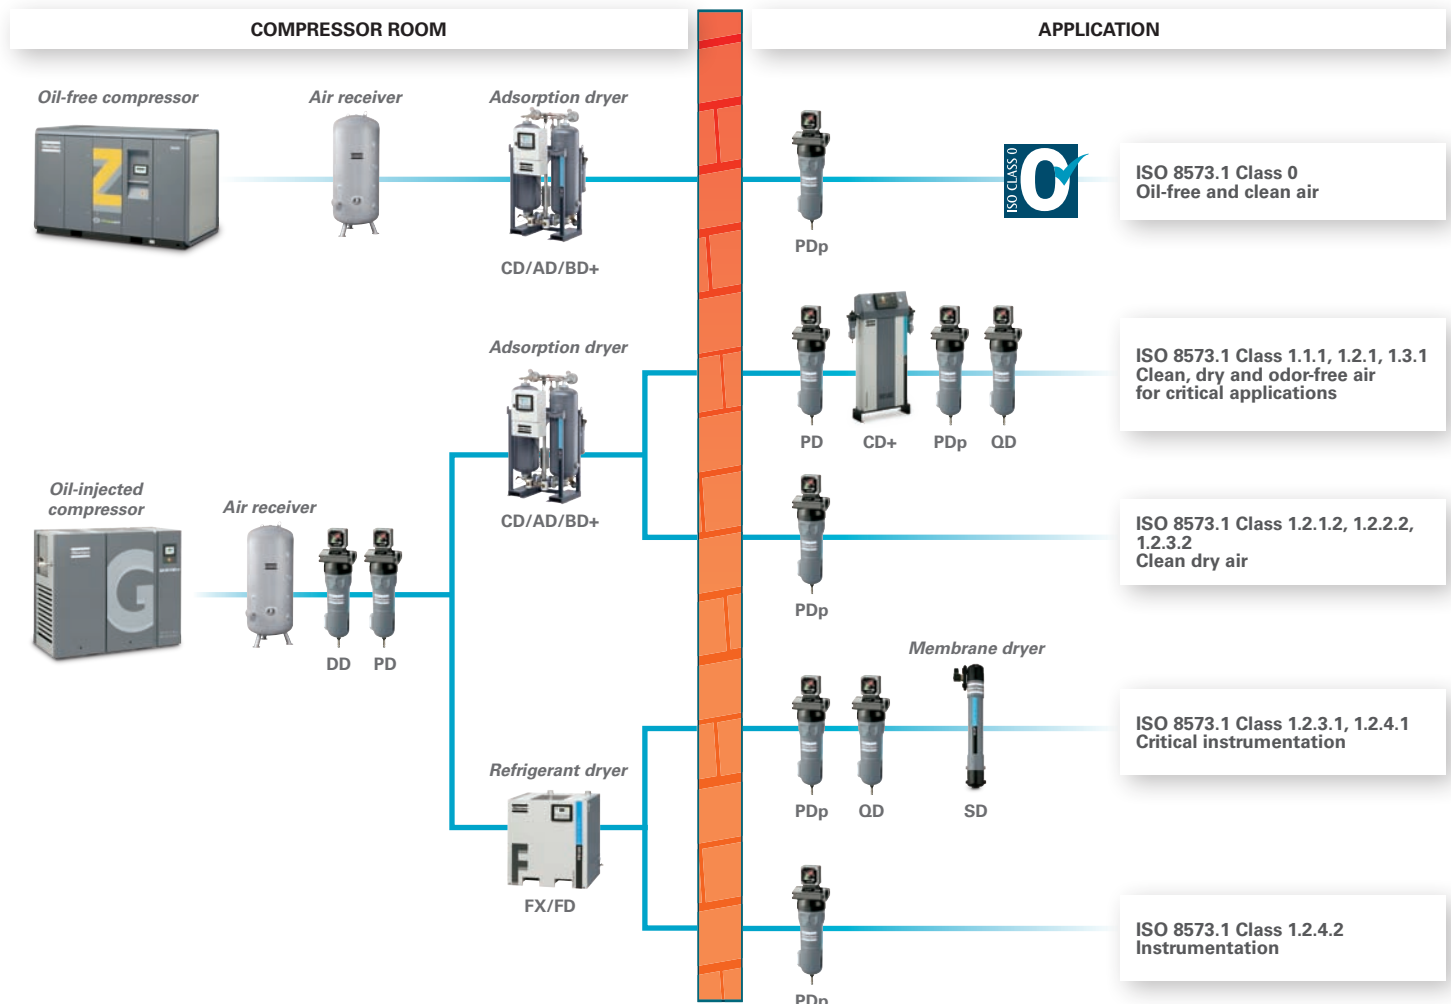 COMPRESSOR ROOM
APPLICATION
Oil-free compressor
Air receiver
Adsorption dryer
Z
CD/AD/BD+
PDp
ISO CLASS 0
0
ISO 8573.1 Class 0
Oil-free and clean air
Adsorption dryer
CD/AD/BD+
PD
CD+
PDp
QD
ISO 8573.1 Class 1.1.1, 1.2.1, 1.3.1
Clean, dry and odor-free air
for critical applications
Oil-injected
compressor
G
Air receiver
DD
PD
PDp
ISO 8573.1 Class 1.2.1.2, 1.2.2.2,
1.2.3.2
Clean dry air
Refrigerant dryer
F
FX/FD
Membrane dryer
PDp
QD
SD
ISO 8573.1 Class 1.2.3.1, 1.2.4.1
Critical instrumentation
PDp
ISO 8573.1 Class 1.2.4.2
Instrumentation